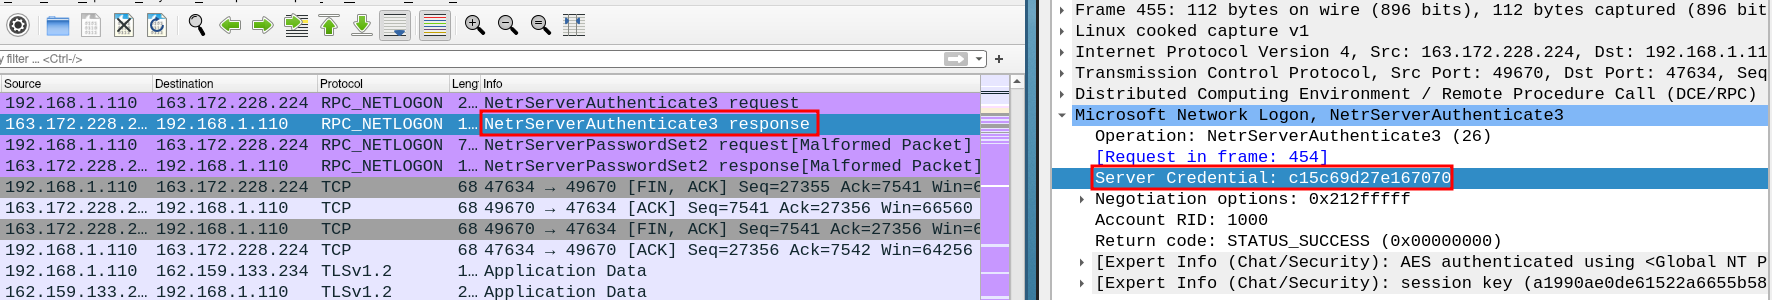 y filter ... <Ctrl-/>
Source Destination Protocol Leng Info
192.168.1.110 163.172.228.224 RPC_NETLOGON 2… NetrServerAuthenticate3 request
163.172.228.2… 192.168.1.110 RPC_NETLOGON 1… NetrServerAuthenticate3 response
192.168.1.110 163.172.228.224 RPC_NETLOGON 7… NetrServerPasswordSet2 request[Malformed Packet]
163.172.228.2… 192.168.1.110 RPC_NETLOGON 1… NetrServerPasswordSet2 response[Malformed Packet]
192.168.1.110 163.172.228.224 TCP 68 47634 → 49670 [FIN, ACK] Seq=27355 Ack=7541 Win=6
163.172.228.2… 192.168.1.110 TCP 68 49670 → 47634 [ACK] Seq=7541 Ack=27356 Win=66560
163.172.228.2… 192.168.1.110 TCP 68 49670 → 47634 [FIN, ACK] Seq=7541 Ack=27356 Win=6
192.168.1.110 163.172.228.224 TCP 68 47634 → 49670 [ACK] Seq=27356 Ack=7542 Win=64256
192.168.1.110 162.159.133.234 TLSv1.2 1… Application Data
162.159.133.2… 192.168.1.110 TLSv1.2 2… Application Data
Frame 455: 112 bytes on wire (896 bits), 112 bytes captured (896 bit
Linux cooked capture v1
Internet Protocol Version 4, Src: 163.172.228.224, Dst: 192.168.1.11
Transmission Control Protocol, Src Port: 49670, Dst Port: 47634, Seq
Distributed Computing Environment / Remote Procedure Call (DCE/RPC)
Microsoft Network Logon, NetrServerAuthenticate3
Operation: NetrServerAuthenticate3 (26)
[Request in frame: 454]
Server Credential: c15c69d27e167070
Negotiation options: 0x212fffff
Account RID: 1000
Return code: STATUS_SUCCESS (0x00000000)
[Expert Info (Chat/Security): AES authenticated using <Global NT P
[Expert Info (Chat/Security): session key (a1990ae0de61522a6655b58